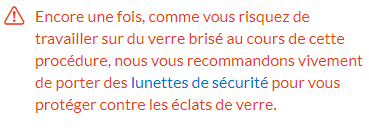 Encore une fois, comme vous risquez de
travailler sur du verre brisé au cours de cette
procédure, nous vous recommandons vivement
de porter des lunettes de sécurité pour vous
protéger contre les éclats de verre.